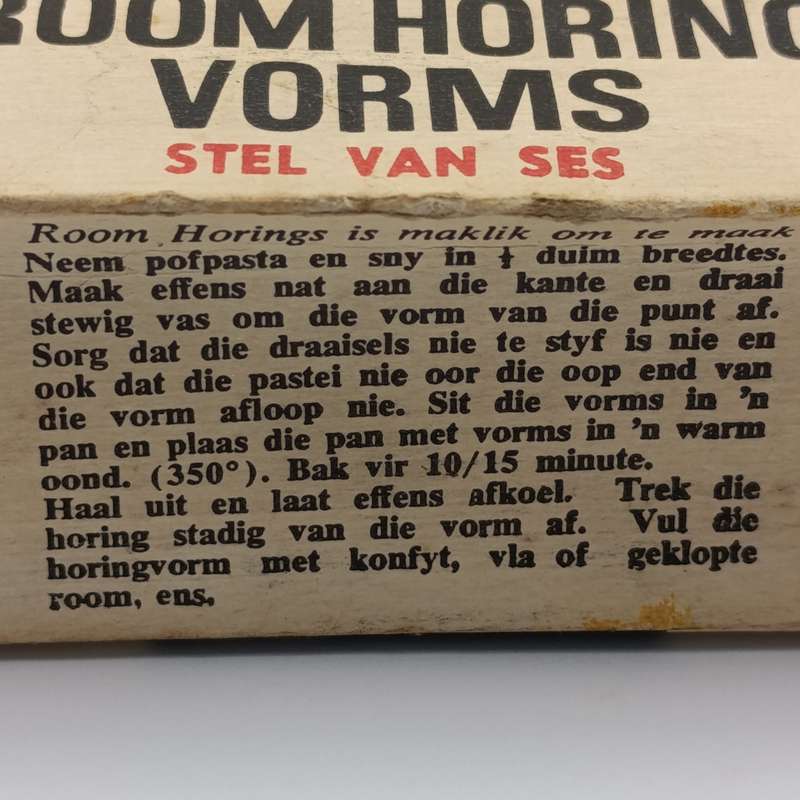 ROOM HORING
VORMS
STEL VAN SES
Room Horings is maklik om te maak
Neem pofpasta en sny in duim breedtes.
Maak effens nat aan die kante en draai
stewig vas om die vorm van die punt af.
Sorg dat die draaisels nie te styf is nie en
ook dat die pastei nie oor die oop end van
die vorm afloop nie. Sit die vorms in 'n
pan en plaas die pan met vorms in 'n warm
oond. (350°). Bak vir 10/15 minute.
Haal uit en laat effens afkoel. Trek die
horing stadig van die vorm af. Vul die
horingvorm met konfyt, vla of geklopte
room, ens.